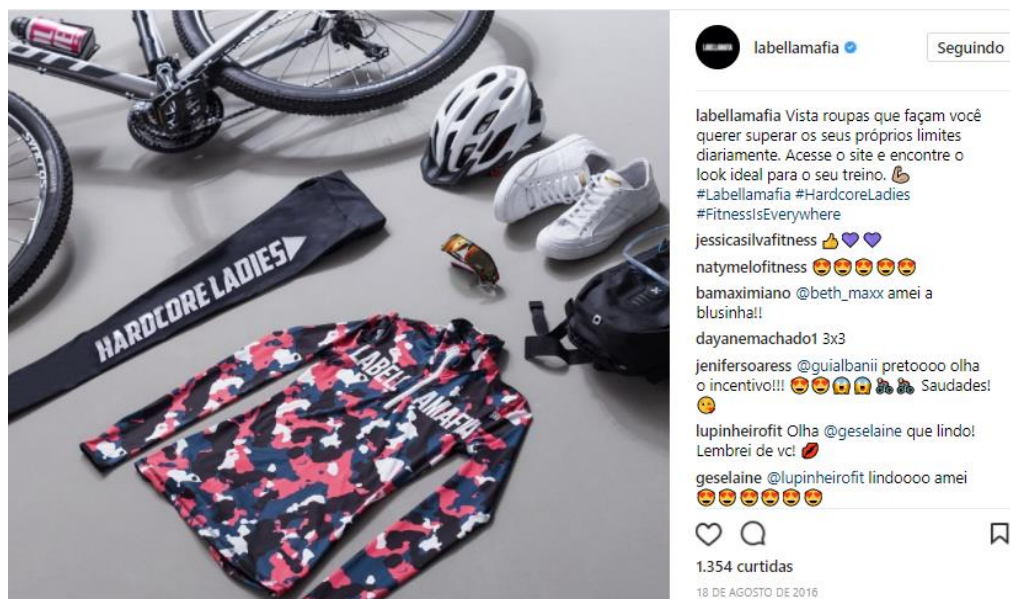 SYNCROS
HARDCORE LADIES
LABELL
AMAFIA
LABELLAMAFIA
labellamafia
Seguindo
labellamafia Vista roupas que façam você
querer superar os seus próprios limites
diariamente. Acesse o site e encontre o
look ideal para o seu treino. 💪🏼
#Labellamafia #HardcoreLadies
#FitnessIsEverywhere
jessicasilvafitness 👍💜💜
natymelofitness 😍😍😍😍😍
bamaximiano @beth_maxx amei a
blusinha!!
dayanemachado1 3x3
jenifersoaress @guialbanii pretoooo olha
o incentivo!!! 😍😍😱😱🚵🚵 Saudades!
😘
lupinheirofit Olha @geselaine que lindo!
Lembrei de vc! 💋
geselaine @lupinheirofit lindoooo amei
😍😍😍😍😍😍
1.354 curtidas
18 DE AGOSTO DE 2016